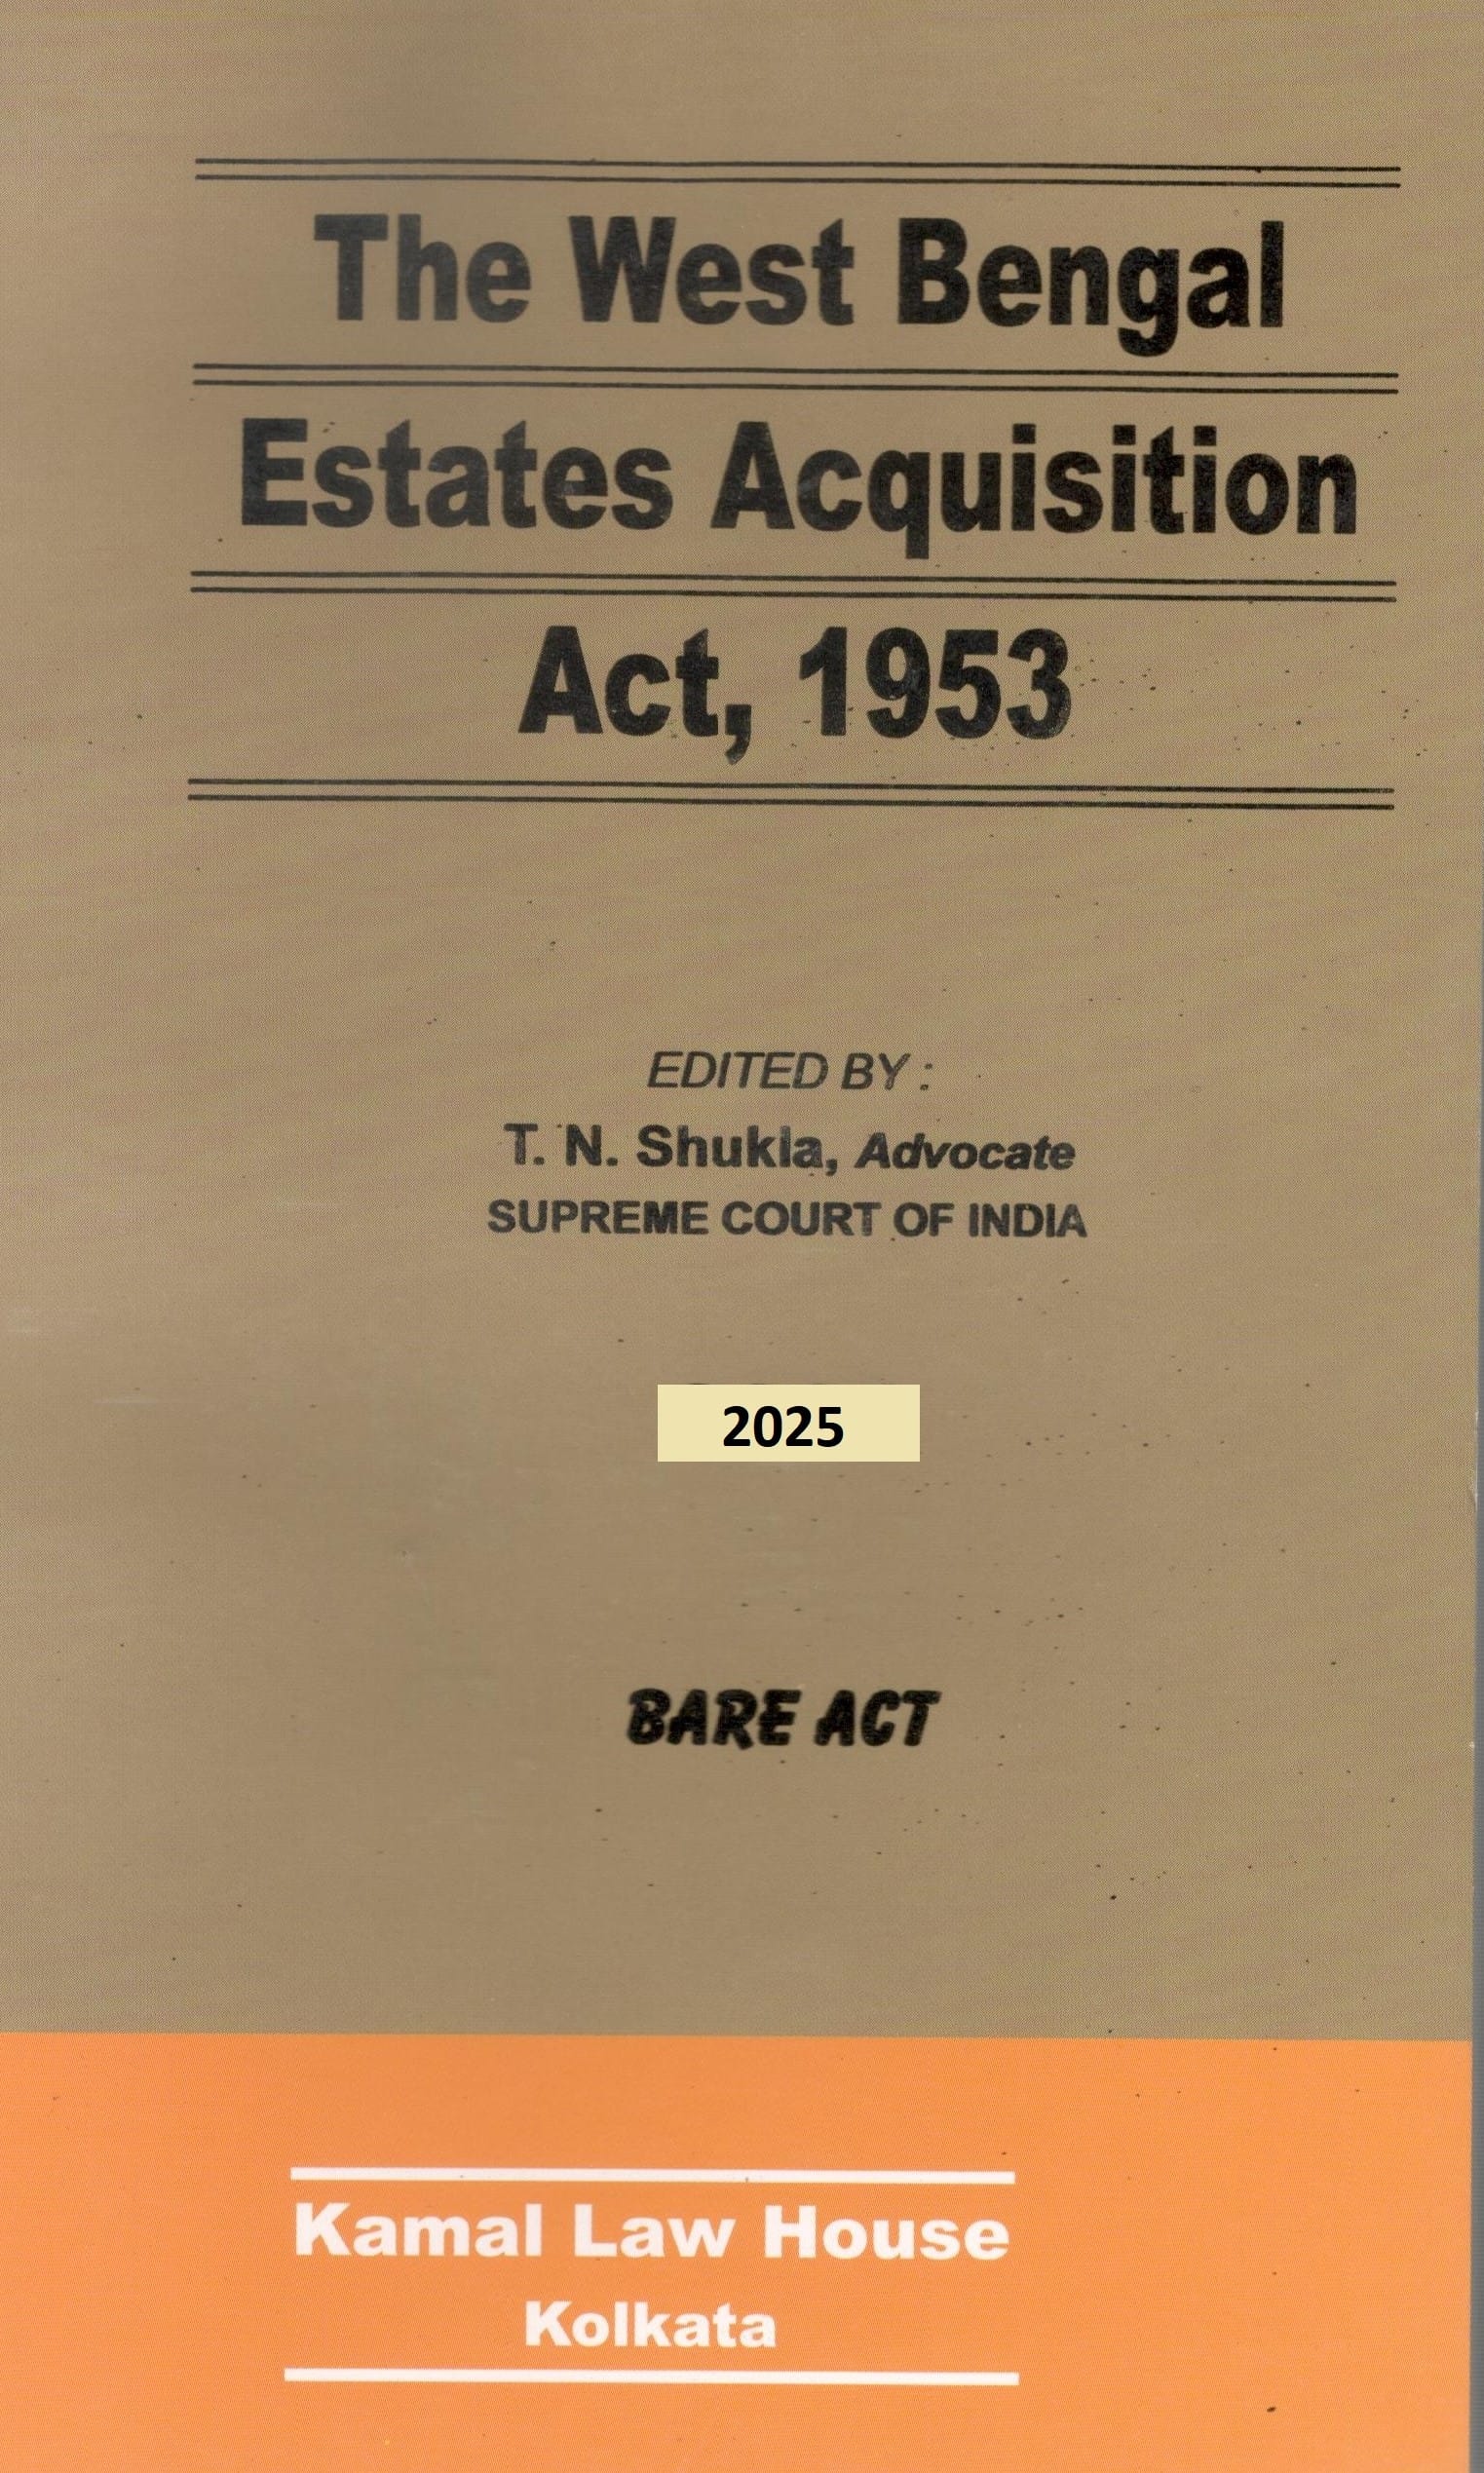 The West Bengal
Estates Acquisition
Act, 1953
EDITED BY :
T. N. Shukla, Advocate
SUPREME COURT OF INDIA
2025
BARE ACT
Kamal Law House
Kolkata